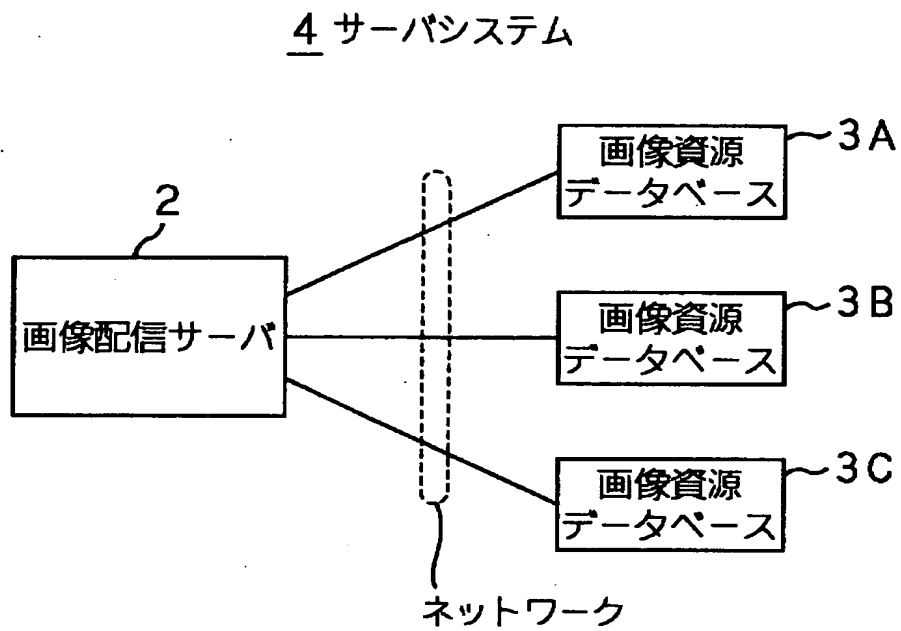 4 サーバシステム
2
画像配信サーバ
画像資源
データベース
3A
画像資源
データベース
3B
画像資源
データベース
3C
ネットワーク